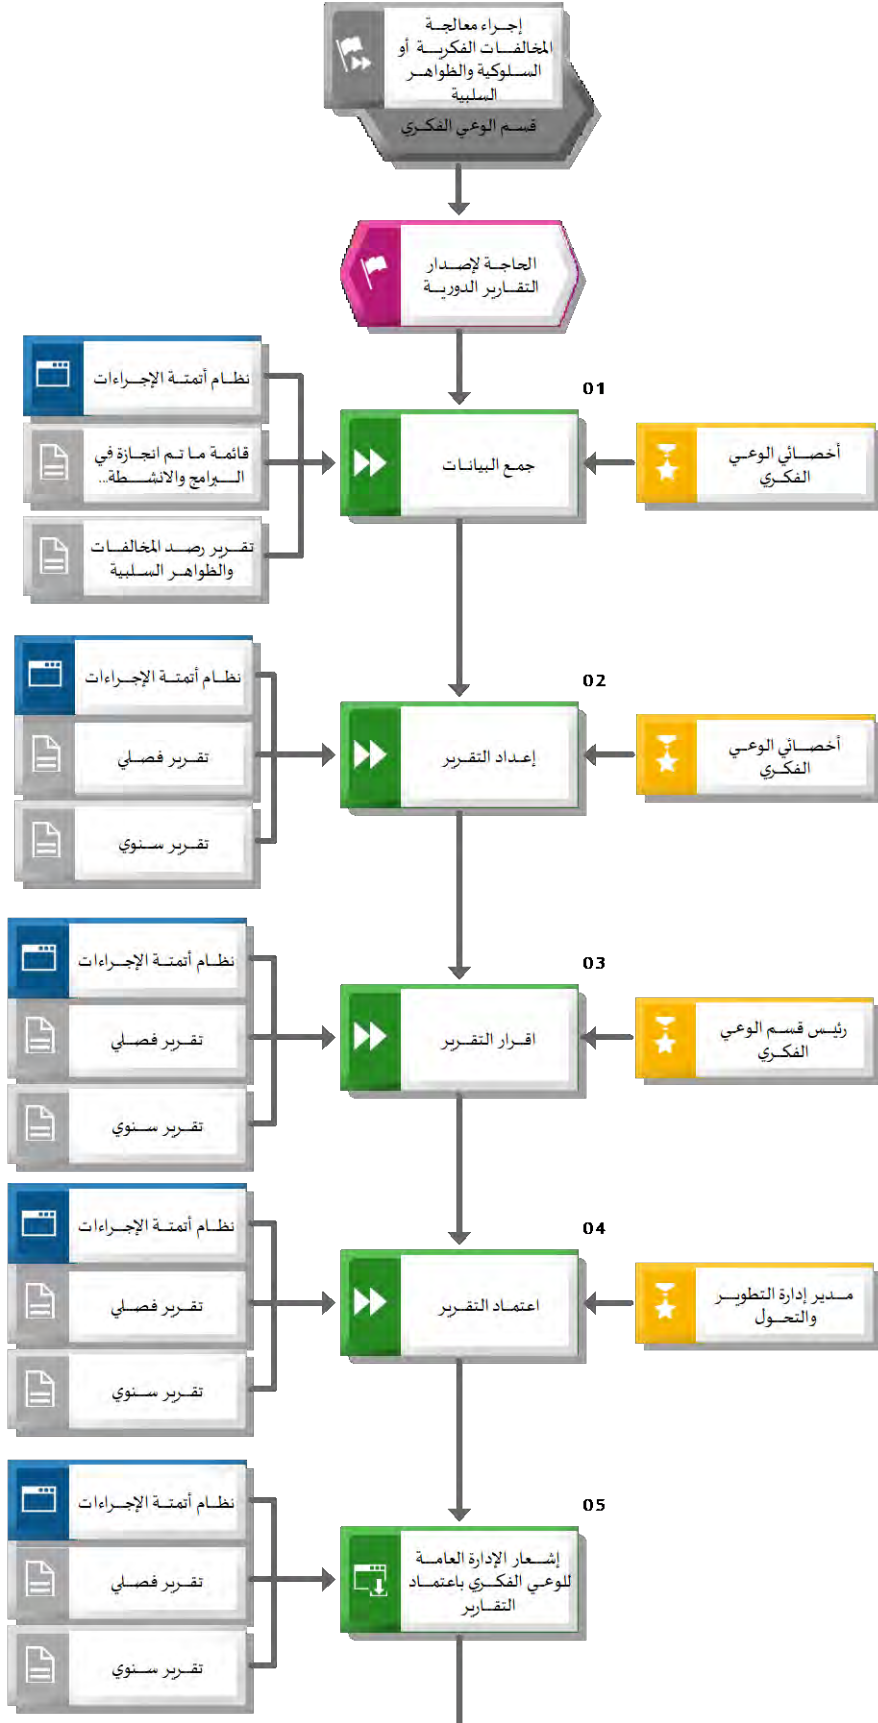 إجراء معالجة
المخالفات الفكرية أو
السلوكية والظواهر
السلبية
قسم الوعي الفكري
الحاجة لإصدار
التقارير الدورية
01
أخصائي الوعي
الفكري
جمع البيانات
نظام أتمتة الإجراءات
قائمة ما تم انجازة في
البرامج والانشطة...
تقرير رصد المخالفات
والظواهر السلبية
02
أخصائي الوعي
الفكري
إعداد التقرير
نظام أتمتة الإجراءات
تقرير فصلي
تقرير سنوي
03
رئيس قسم الوعي
الفكري
اقرار التقرير
نظام أتمتة الإجراءات
تقرير فصلي
تقرير سنوي
04
مدير إدارة التطوير
والتحول
اعتماد التقرير
نظام أتمتة الإجراءات
تقرير فصلي
تقرير سنوي
05
إشعار الإدارة العامة
للوعي الفكري باعتماد
التقارير
نظام أتمتة الإجراءات
تقرير فصلي
تقرير سنوي